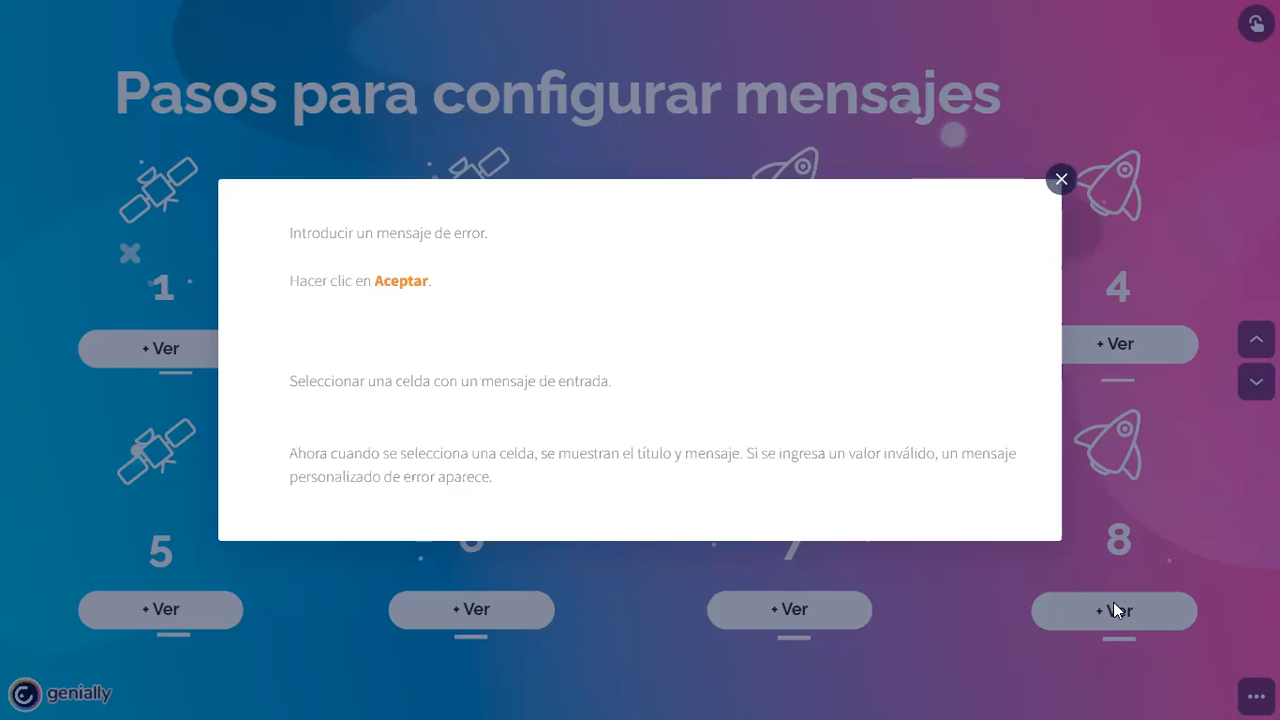 Pasos para configurar mensajes
Introducir un mensaje de error.
Hacer clic en Aceptar.
Seleccionar una celda con un mensaje de entrada.
Ahora cuando se selecciona una celda, se muestran el título y mensaje. Si se ingresa un valor inválido, un mensaje
personalizado de error aparece.
1
4
+ Ver
+ Ver
5
6
7
8
+ Ver
+ Ver
+ Ver
+ Ver
genially